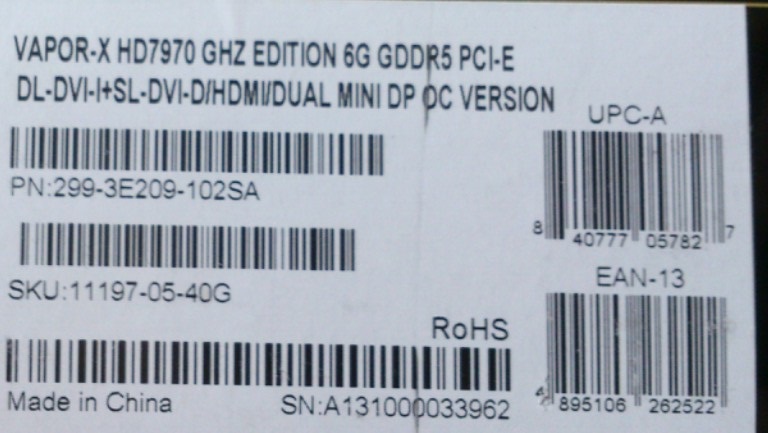 VAPOR-X HD7970 GHZ EDITION 6G GDDR5 PCI-E
DL-DVI-I+SL-DVI-D/HDMI/DUAL MINI DP OC VERSION
PN:299-3E209-102SA
SKU:11197-05-40G
RoHS
Made in China
SN:A131000033962
UPC-A
8 40777 05782 7
EAN-13
4 895106 262522